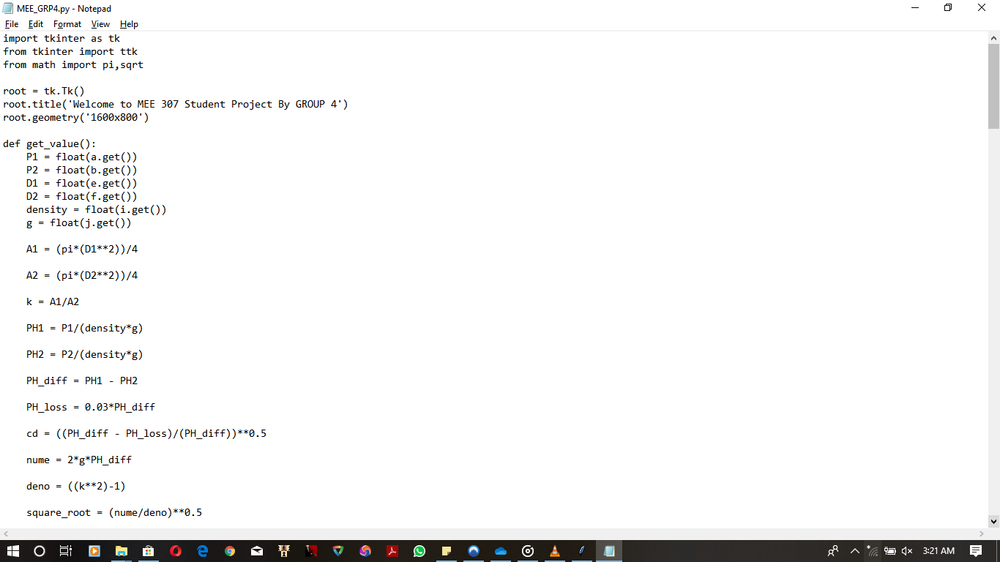 MEE_GRP4.py - Notepad
File Edit Format View Help
import tkinter as tk
from tkinter import ttk
from math import pi,sqrt
root = tk.Tk()
root.title('Welcome to MEE 307 Student Project By GROUP 4')
root.geometry('1600x800')
def get_value():
P1 = float(a.get())
P2 = float(b.get())
D1 = float(e.get())
D2 = float(f.get())
density = float(i.get())
g = float(j.get())
A1 = (pi*(D1**2))/4
A2 = (pi*(D2**2))/4
k = A1/A2
PH1 = P1/(density*g)
PH2 = P2/(density*g)
PH_diff = PH1 - PH2
PH_loss = 0.03*PH_diff
cd = ((PH_diff - PH_loss)/(PH_diff))**0.5
nume = 2*g*PH_diff
deno = ((k**2)-1)
square_root = (nume/deno)**0.5
3:21 AM